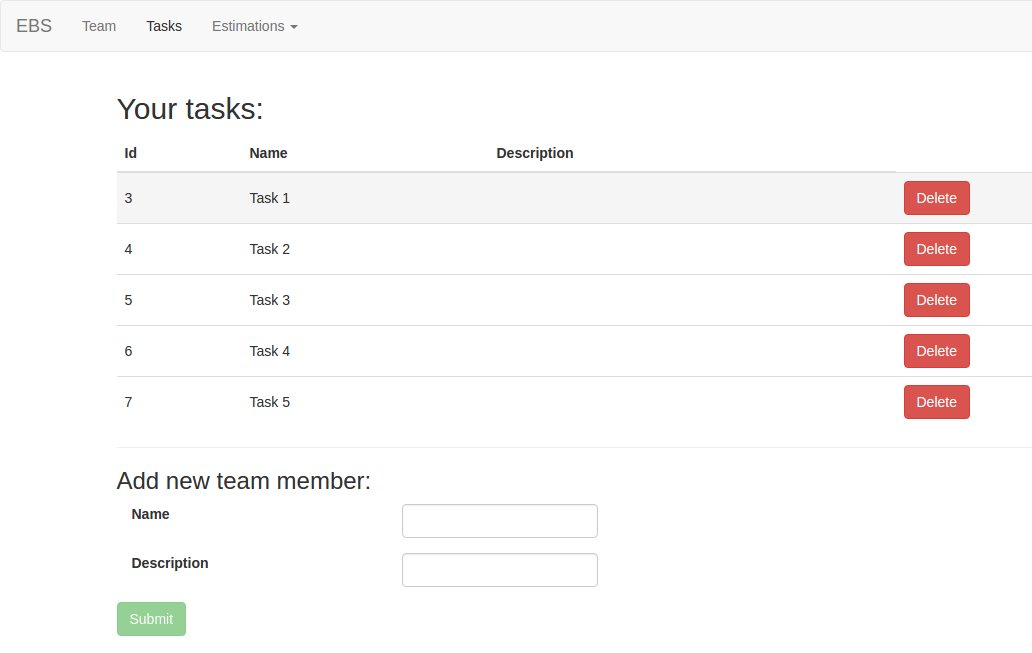 EBS Team Tasks Estimations
Your tasks:
Id Name Description
3 Task 1 Delete
4 Task 2 Delete
5 Task 3 Delete
6 Task 4 Delete
7 Task 5 Delete
Add new team member:
Name
Description
Submit